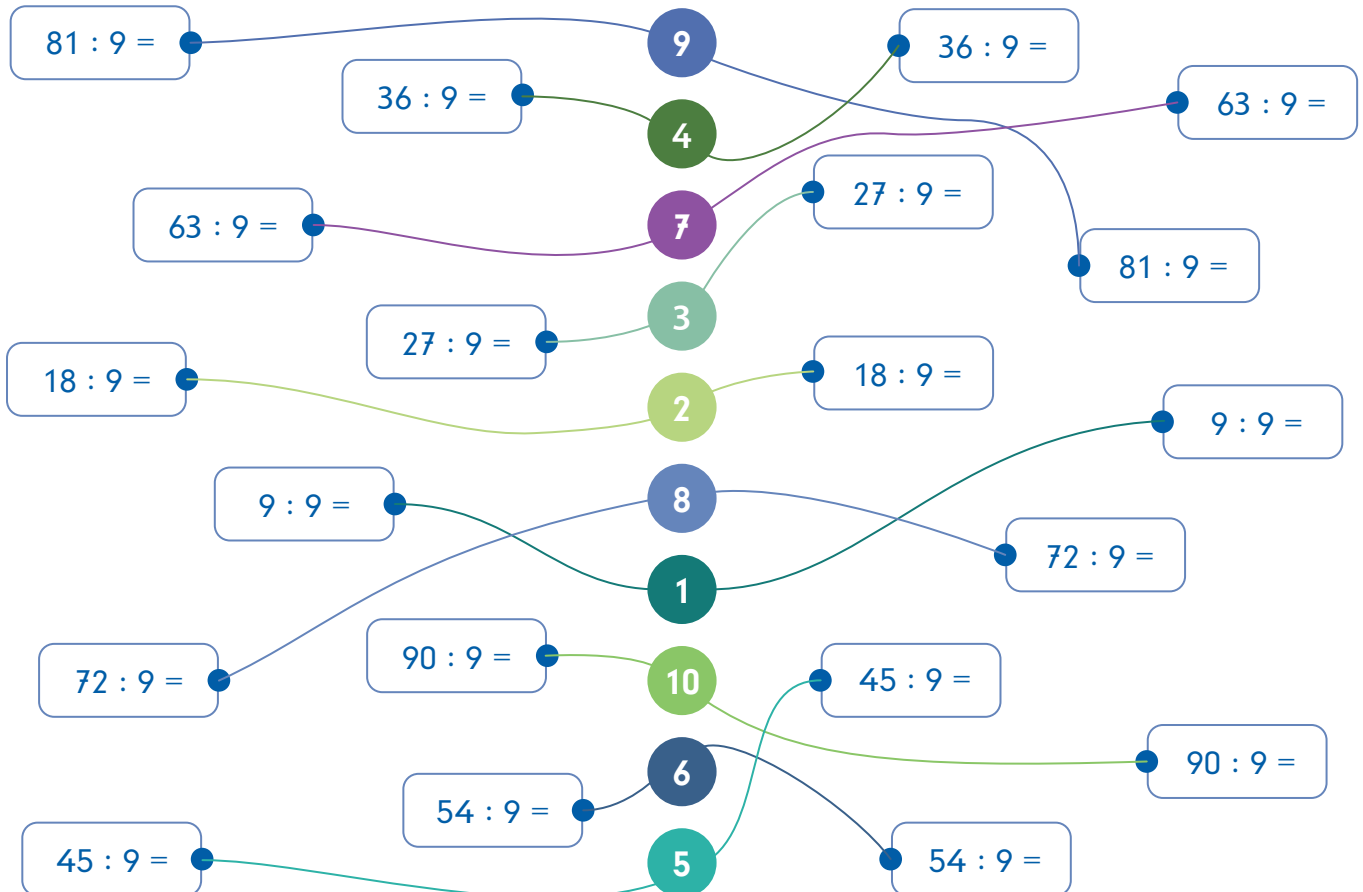 81 : 9 =
36 : 9 =
63 : 9 =
27 : 9 =
18 : 9 =
9 : 9 =
72 : 9 =
90 : 9 =
54 : 9 =
45 : 9 =
9
4
7
3
2
8
1
10
6
5
36 : 9 =
63 : 9 =
27 : 9 =
81 : 9 =
18 : 9 =
9 : 9 =
72 : 9 =
45 : 9 =
90 : 9 =
54 : 9 =